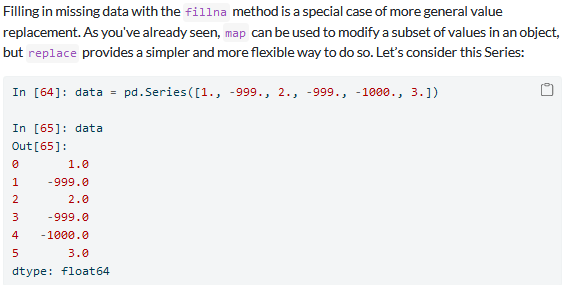 Filling in missing data with the fillna method is a special case of more general value
replacement. As you've already seen, map can be used to modify a subset of values in an object,
but replace provides a simpler and more flexible way to do so. Let's consider this Series:
In [64]: data = pd.Series([1., -999., 2., -999., -1000., 3.])
In [65]: data
Out[65]:
0       1.0
1    -999.0
2       2.0
3    -999.0
4   -1000.0
5       3.0
dtype: float64